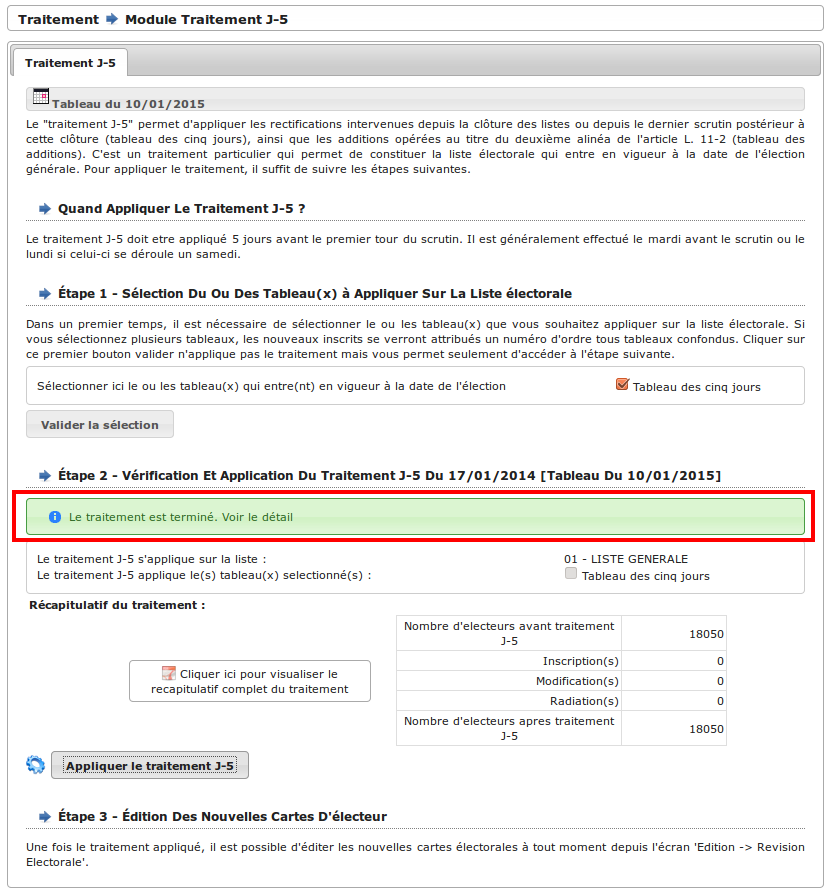 Traitement Module Traitement J-5
Traitement J-5
Tableau du 10/01/2015
Le "traitement J-5" permet d'appliquer les rectifications intervenues depuis la clôture des listes ou depuis le dernier scrutin postérieur à
cette clôture (tableau des cinq jours), ainsi que les additions opérées au titre du deuxième alinéa de l'article L. 11-2 (tableau des
additions). C'est un traitement particulier qui permet de constituer la liste électorale qui entre en vigueur à la date de l'élection
générale. Pour appliquer le traitement, il suffit de suivre les étapes suivantes.
Quand Appliquer Le Traitement J-5 ?
Le traitement J-5 doit etre appliqué 5 jours avant le premier tour du scrutin. Il est généralement effectué le mardi avant le scrutin ou le
lundi si celui-ci se déroule un samedi.
Étape 1 - Sélection Du Ou Des Tableau(x) à Appliquer Sur La Liste électorale
Dans un premier temps, il est nécessaire de sélectionner le ou les tableau(x) que vous souhaitez appliquer sur la liste électorale. Si
vous sélectionnez plusieurs tableaux, les nouveaux inscrits se verront attribués un numéro d'ordre tous tableaux confondus. Cliquer sur
ce premier bouton valider n'applique pas le traitement mais vous permet seulement d'accéder à l'étape suivante.
Sélectionner ici le ou les tableau(x) qui entre(nt) en vigueur à la date de l'élection Tableau des cinq jours
Valider la sélection
Étape 2 - Vérification Et Application Du Traitement J-5 Du 17/01/2014 [Tableau Du 10/01/2015]
Le traitement est terminé. Voir le détail
Le traitement J-5 s'applique sur la liste : 01 - LISTE GENERALE
Le traitement J-5 applique le(s) tableau(x) selectionné(s) : Tableau des cinq jours
Récapitulatif du traitement :
Cliquer ici pour visualiser le
recapitulatif complet du traitement
Nombre d'electeurs avant traitement
J-5 18050
Inscription(s) 0
Modification(s) 0
Radiation(s) 0
Nombre d'electeurs apres traitement
J-5 18050
Appliquer le traitement J-5
Étape 3 - Édition Des Nouvelles Cartes D'électeur
Une fois le traitement appliqué, il est possible d'éditer les nouvelles cartes électorales à tout moment depuis l'écran 'Edition -> Revision
Electorale'.